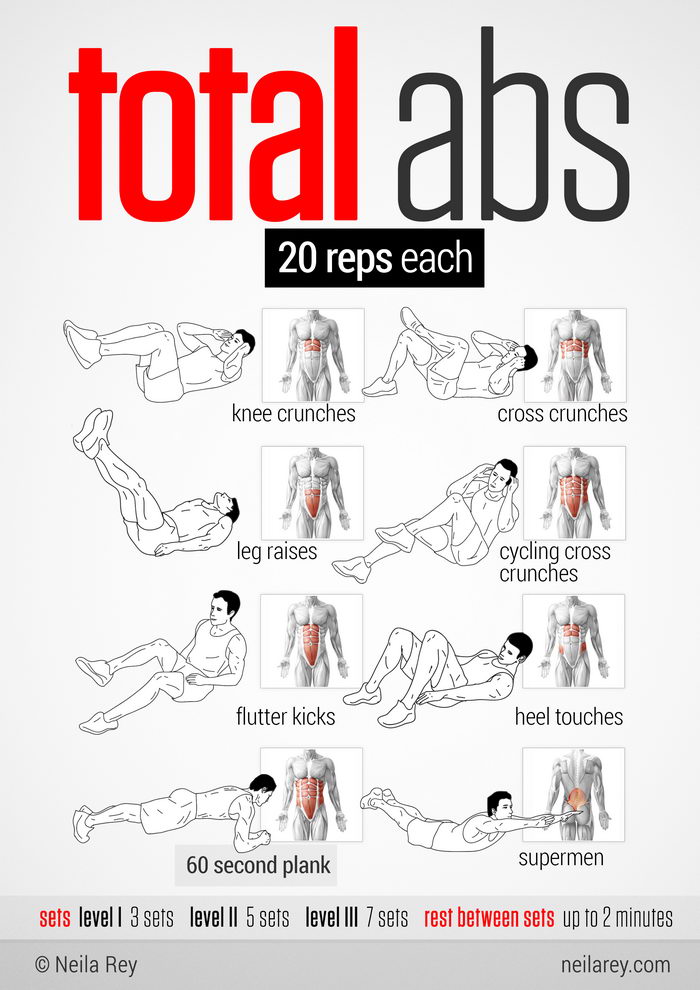 total abs
20 reps each
knee crunches
cross crunches
leg raises
cycling cross
crunches
flutter kicks
heel touches
60 second plank
supermen
sets level I 3 sets level II 5 sets level III 7 sets rest between sets up to 2 minutes
© Neila Rey
neilarey.com